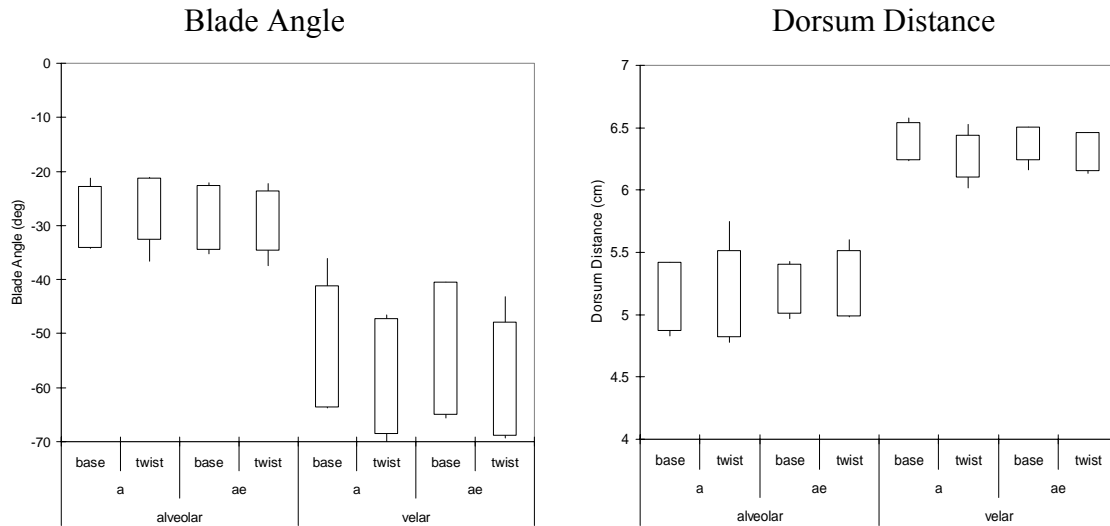 Blade Angle
0
-10
-20
-30
-40
-50
-60
-70
Blade Angle (deg)
base twist base twist base twist base twist
a ae a ae
alveolar velar
Dorsum Distance
7
6.5
6
5.5
5
4.5
4
Dorsum Distance (cm)
base twist base twist base twist base twist
a ae a ae
alveolar velar